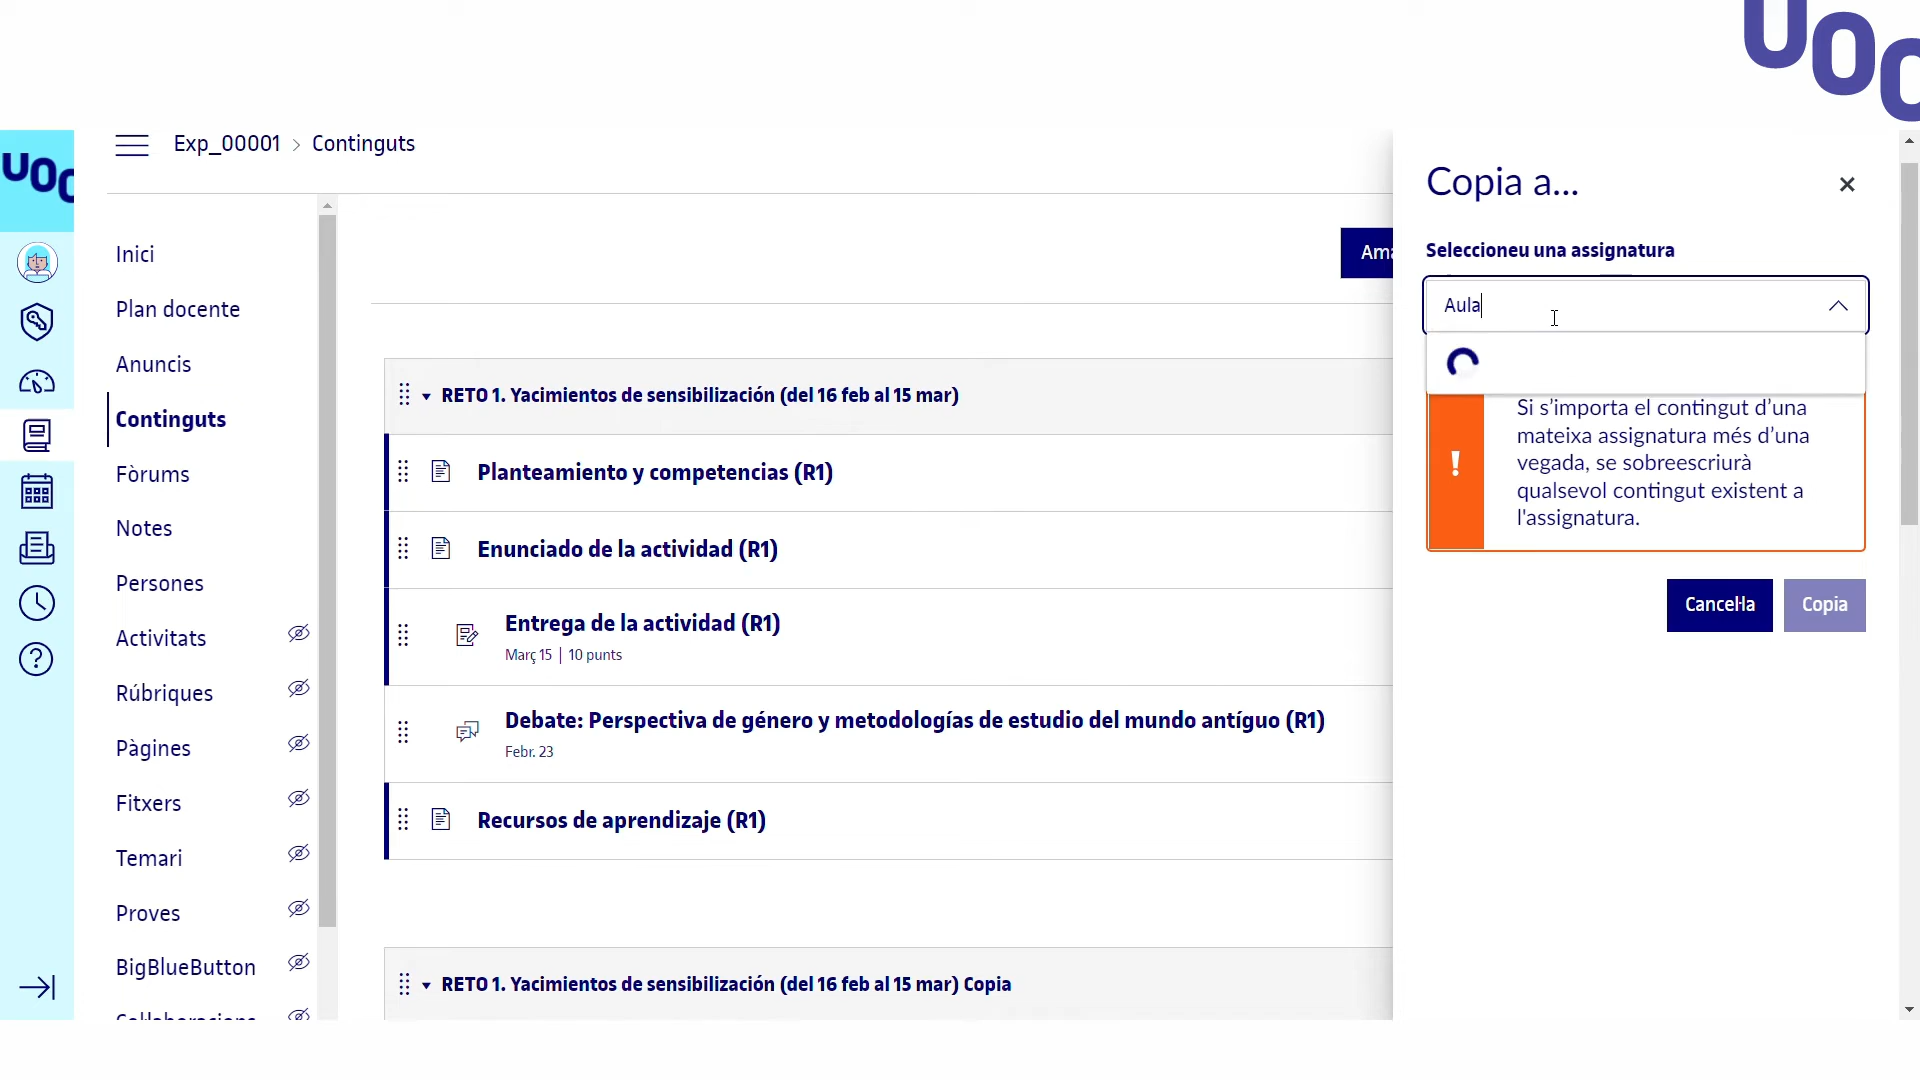 UOC
UOC
Exp_00001 > Continguts
Inici
Plan docente
Anuncis
Continguts
Fòrums
Notes
Persones
Activitats
Rúbriques
Pàgines
Fitxers
Temari
Proves
BigBlueButton
Ama
RETO 1. Yacimientos de sensibilización (del 16 feb al 15 mar)
Planteamiento y competencias (R1)
Enunciado de la actividad (R1)
Entrega de la actividad (R1)
Març 15 | 10 punts
Debate: Perspectiva de género y metodologías de estudio del mundo antíguo (R1)
Febr. 23
Recursos de aprendizaje (R1)
RETO 1. Yacimientos de sensibilización (del 16 feb al 15 mar) Copia
Copia a...
Seleccioneu una assignatura
Aula
Si s’importa el contingut d’una
mateixa assignatura més d’una
vegada, se sobreescriurà
qualsevol contingut existent a
l'assignatura.
Cancel·la
Copia